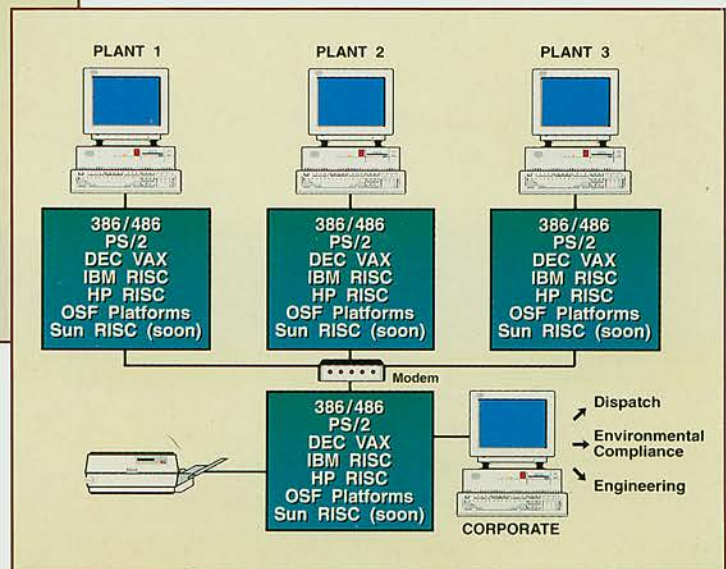 PLANT 1
PLANT 2
PLANT 3
386/486
PS/2
DEC VAX
IBM RISC
HP RISC
OSF Platforms
Sun RISC (soon)
386/486
PS/2
DEC VAX
IBM RISC
HP RISC
OSF Platforms
Sun RISC (soon)
386/486
PS/2
DEC VAX
IBM RISC
HP RISC
OSF Platforms
Sun RISC (soon)
Modem
386/486
PS/2
DEC VAX
IBM RISC
HP RISC
OSF Platforms
Sun RISC (soon)
Dispatch
Environmental
Compliance
Engineering
CORPORATE